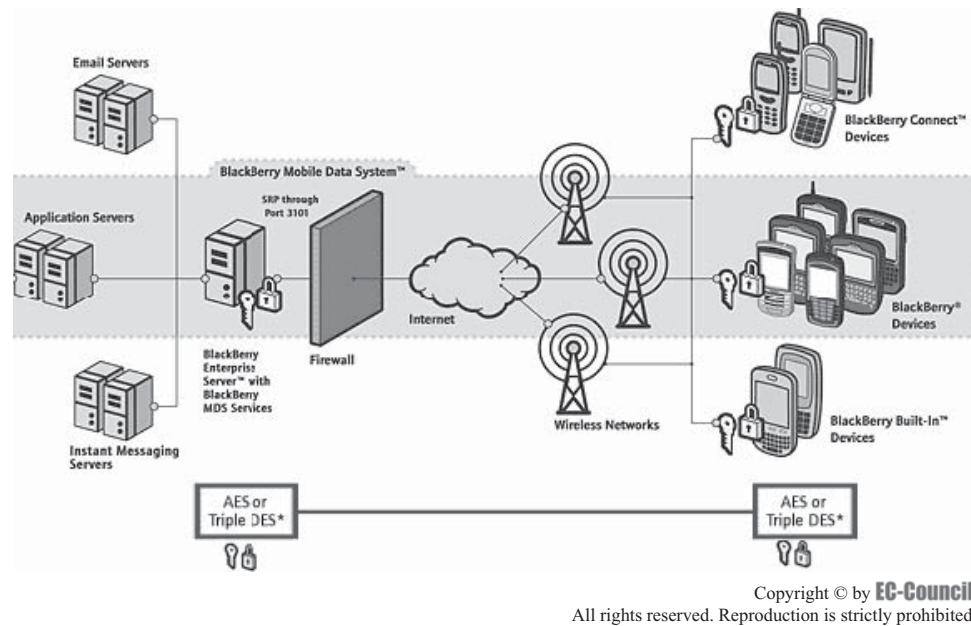 Email Servers
BlackBerry Connect™
Devices
BlackBerry Mobile Data System™
SRP through
Port 3101
Application Servers
Internet
BlackBerry®
Devices
BlackBerry
Enterprise
Server™ with
BlackBerry
MDS Services
Firewall
Wireless Networks
BlackBerry Built-In™
Devices
Instant Messaging
Servers
AES or
Triple DES*
AES or
Triple DES*
Copyright © by EC-Council
All rights reserved. Reproduction is strictly prohibited